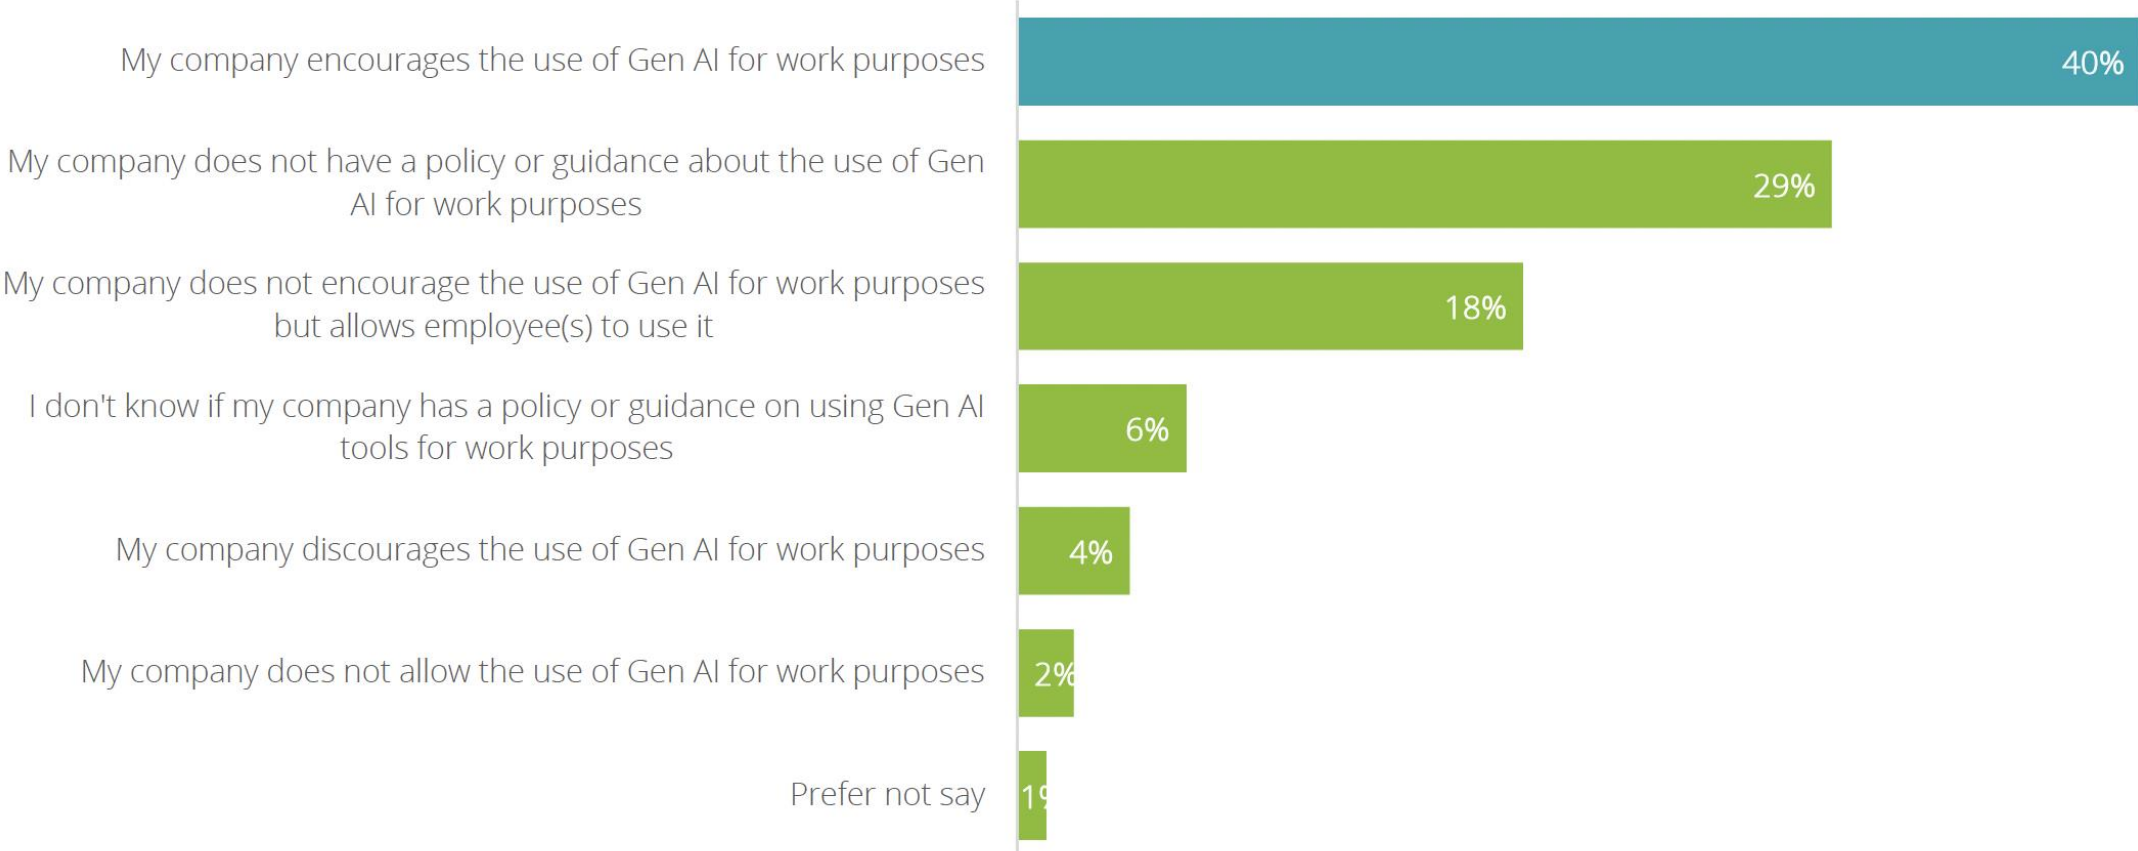 My company encourages the use of Gen AI for work purposes
40%
My company does not have a policy or guidance about the use of Gen
AI for work purposes
29%
My company does not encourage the use of Gen AI for work purposes
but allows employee(s) to use it
18%
I don't know if my company has a policy or guidance on using Gen AI
tools for work purposes
6%
My company discourages the use of Gen AI for work purposes
4%
My company does not allow the use of Gen AI for work purposes
2%
Prefer not say
1%